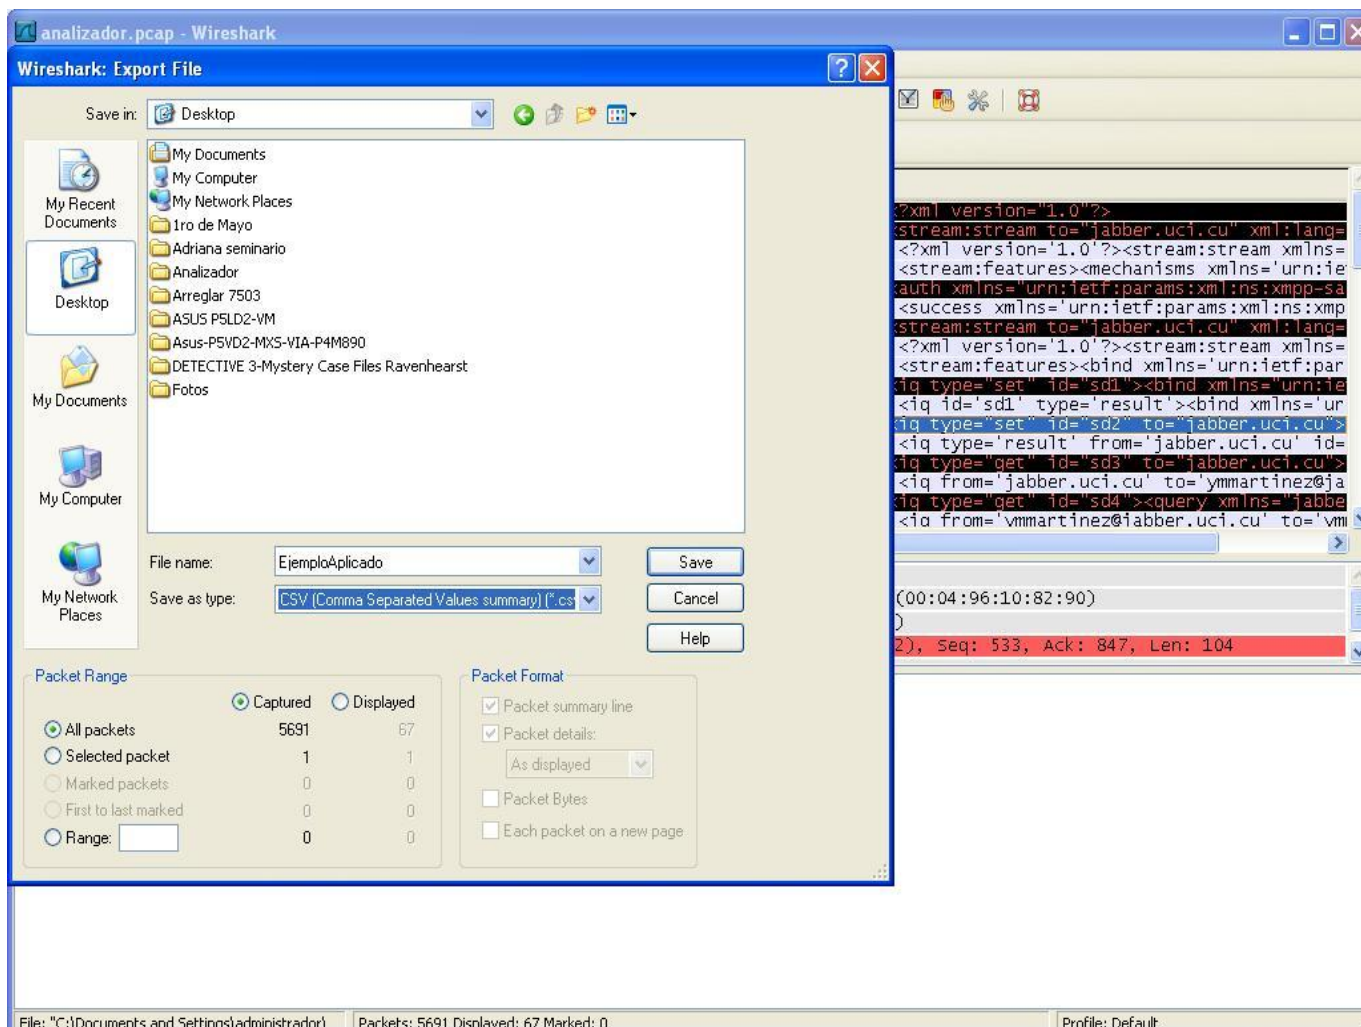 analizador.pcap - Wireshark
Wireshark: Export File
Save in: Desktop
My Recent Documents
Desktop
My Documents
My Computer
My Network Places
My Documents
My Computer
My Network Places
1ro de Mayo
Adriana seminario
Analizador
Arreglar 7503
ASUS P5LD2-VM
Asus-P5VD2-MXS-VIA-P4M890
DETECTIVE 3-Mystery Case Files Ravenhearst
Fotos
File name: EjemploAplicado Save
Save as type: CSV (Comma Separated Values summary) (*.cs Cancel
Help
Packet Range
Captured Displayed
All packets 5691 67
Selected packet 1 1
Marked packets 0 0
First to last marked 0 0
Range: 0 0
Packet Format
Packet summary line
Packet details:
As displayed
Packet Bytes
Each packet on a new page
<?xml version="1.0"?>
stream:stream to="jabber.uci.cu" xml:lang=
<?xml version='1.0'?><stream:stream xmlns=
<stream:features><mechanisms xmlns='urn:ie
auth xmlns="urn:ietf:params:xml:ns:xmpp-sa
<success xmlns='urn:ietf:params:xml:ns:xmp
stream:stream to="jabber.uci.cu" xml:lang=
<?xml version='1.0'?><stream:stream xmlns=
<stream:features><bind xmlns='urn:ietf:par
iq type="set" id="sd1"><bind xmlns="urn:ie
<iq id='sd1' type='result'><bind xmlns='ur
iq type="set" id="sd2" to="jabber.uci.cu">
<iq type='result' from='jabber.uci.cu' id=
iq type="get" id="sd3" to="jabber.uci.cu">
<iq from='jabber.uci.cu' to='ymmartinez@ja
iq type="get" id="sd4"><query xmlns="jabbe
<iq from='ymmartinez@jabber.uci.cu' to='ym
(00:04:96:10:82:90)
)
2), Seq: 533, Ack: 847, Len: 104
File: "C:\Documents and Settings\administrador\ Packets: 5691 Displayed: 67 Marked: 0 Profile: Default